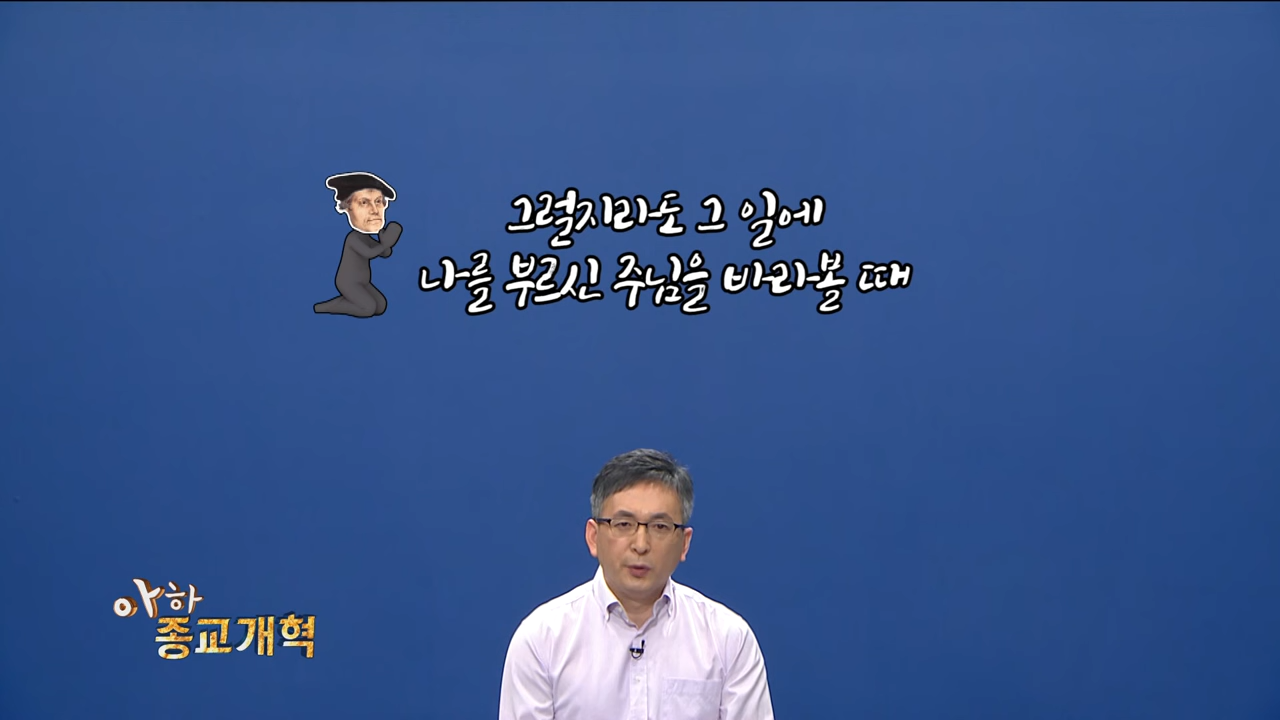 그럴지라도 그 일에
나를 부르신 주님을 바라볼 때
아하
종교개혁